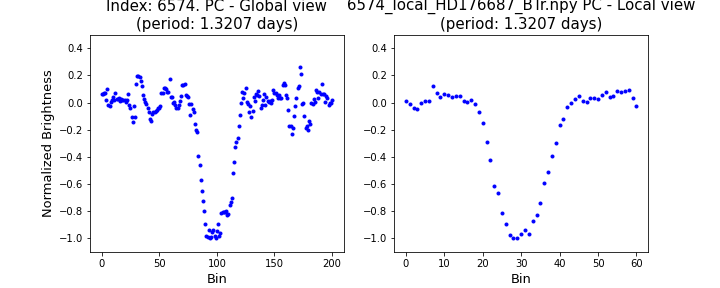 Index: 6574. PC - Global view
(period: 1.3207 days)
6574_local_HD176687_BTr.npy PC - Local view
(period: 1.3207 days)
Normalized Brightness
0.4
0.2
0.0
−0.2
−0.4
−0.6
−0.8
−1.0
0 50 100 150 200
Bin
0.4
0.2
0.0
−0.2
−0.4
−0.6
−0.8
−1.0
0 10 20 30 40 50 60
Bin